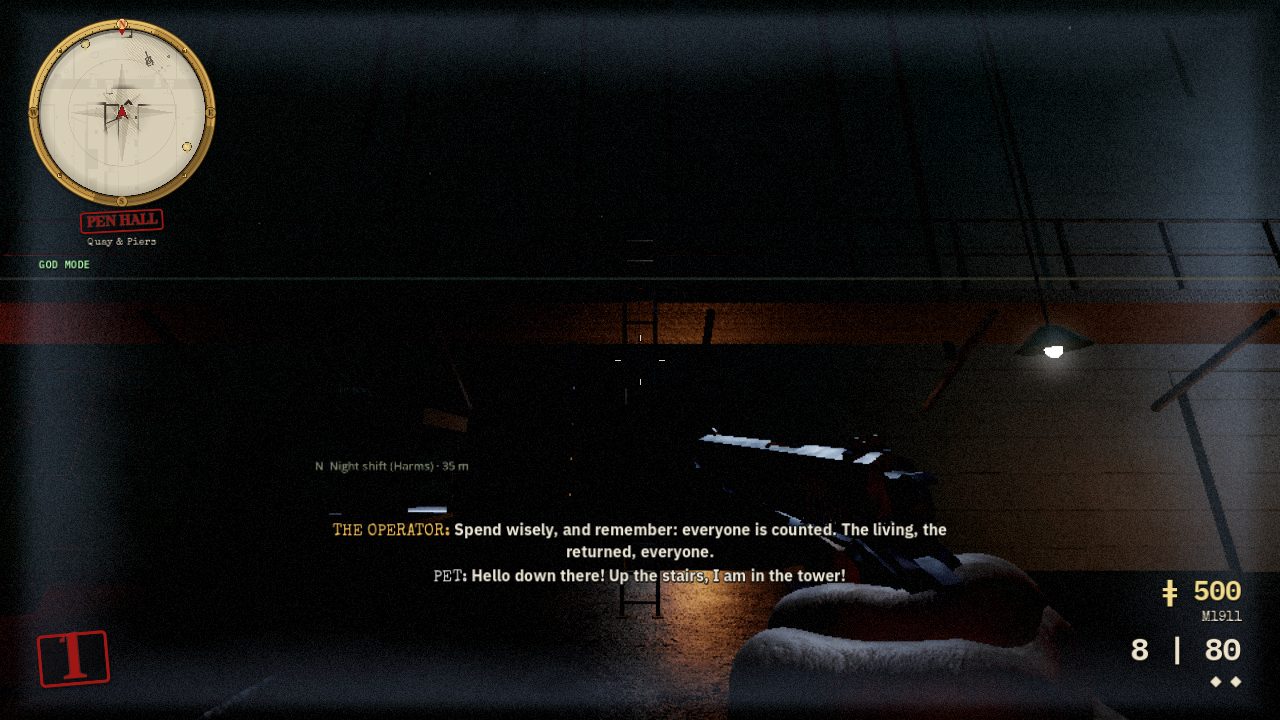 N
W
E
S
PEN HALL
Quay & Piers
GOD MODE
N Night shift (Harms) · 35 m
THE OPERATOR: Spend wisely, and remember: everyone is counted. The living, the
returned, everyone.
PET: Hello down there! Up the stairs, I am in the tower!
1
500
M1911
8 | 80